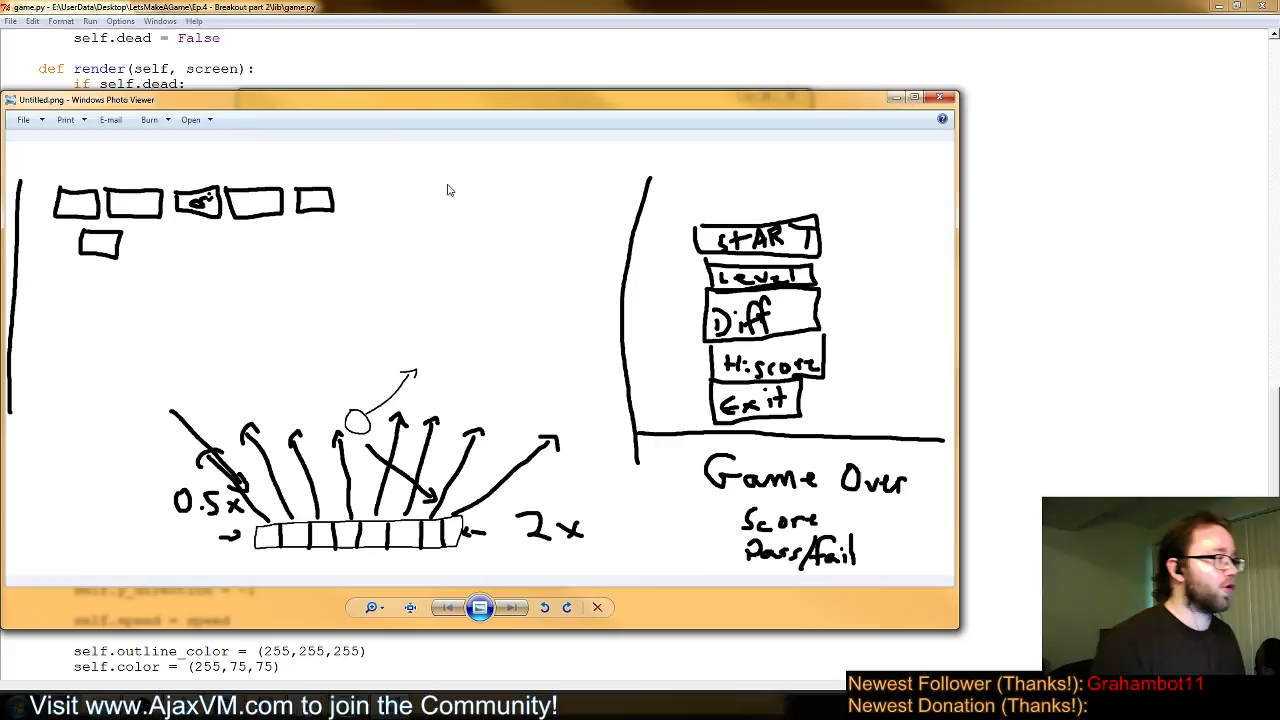 game.py - E:\UserData\Desktop\LetsMakeAGame\Ep.4 - Breakout part 2\lib\game.py
File Edit Format Run Options Windows Help
self.dead = False
def render(self, screen):
if self.dead:
Untitled.png - Windows Photo Viewer
File Print E-mail Burn Open
StART
Level
Diff
Hiscore
Exit
0.5x
2x
Game Over
Score
Pass/fail
self.speed = speed
self.outline_color = (255,255,255)
self.color = (255,75,75)
Visit www.AjaxVM.com to join the Community!
Newest Follower (Thanks!): Grahambot11
Newest Donation (Thanks!):